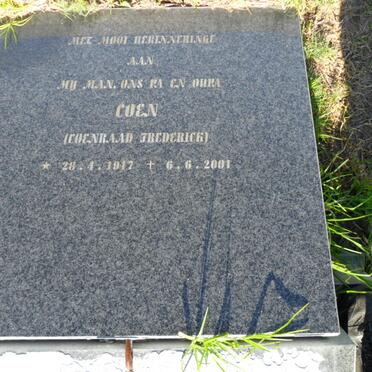 MET MOOI HERINNERINGE
AAN
MY MAN, ONS PA EN OUPA
COEN
(COENRAAD FREDERICK)
★ 28.4.1917 ✝ 6.6.2001